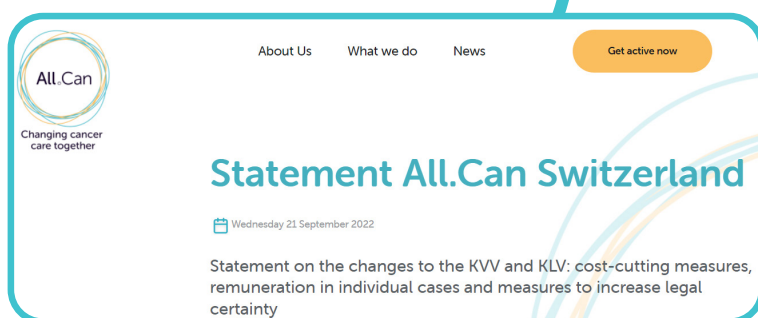 About Us What we do News Get active now
All.Can
Changing cancer
care together
Statement All.Can Switzerland
Wednesday 21 September 2022
Statement on the changes to the KVV and KLV: cost-cutting measures,
remuneration in individual cases and measures to increase legal
certainty